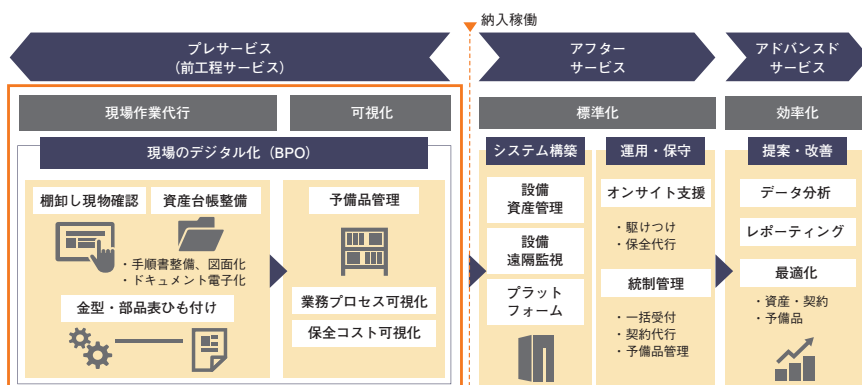 納入稼働
プレサービス
(前工程サービス)
アフター
サービス
アドバンスド
サービス
現場作業代行
可視化
標準化
効率化
現場のデジタル化(BPO)
システム構築
運用・保守
提案・改善
棚卸し現物確認
資産台帳整備
・手順書整備、図面化
・ドキュメント電子化
金型・部品表ひも付け
予備品管理
業務プロセス可視化
保全コスト可視化
設備
資産管理
設備
遠隔監視
プラット
フォーム
オンサイト支援
・駆けつけ
・保全代行
統制管理
・一括受付
・契約代行
・予備品管理
データ分析
レポーティング
最適化
・資産・契約
・予備品